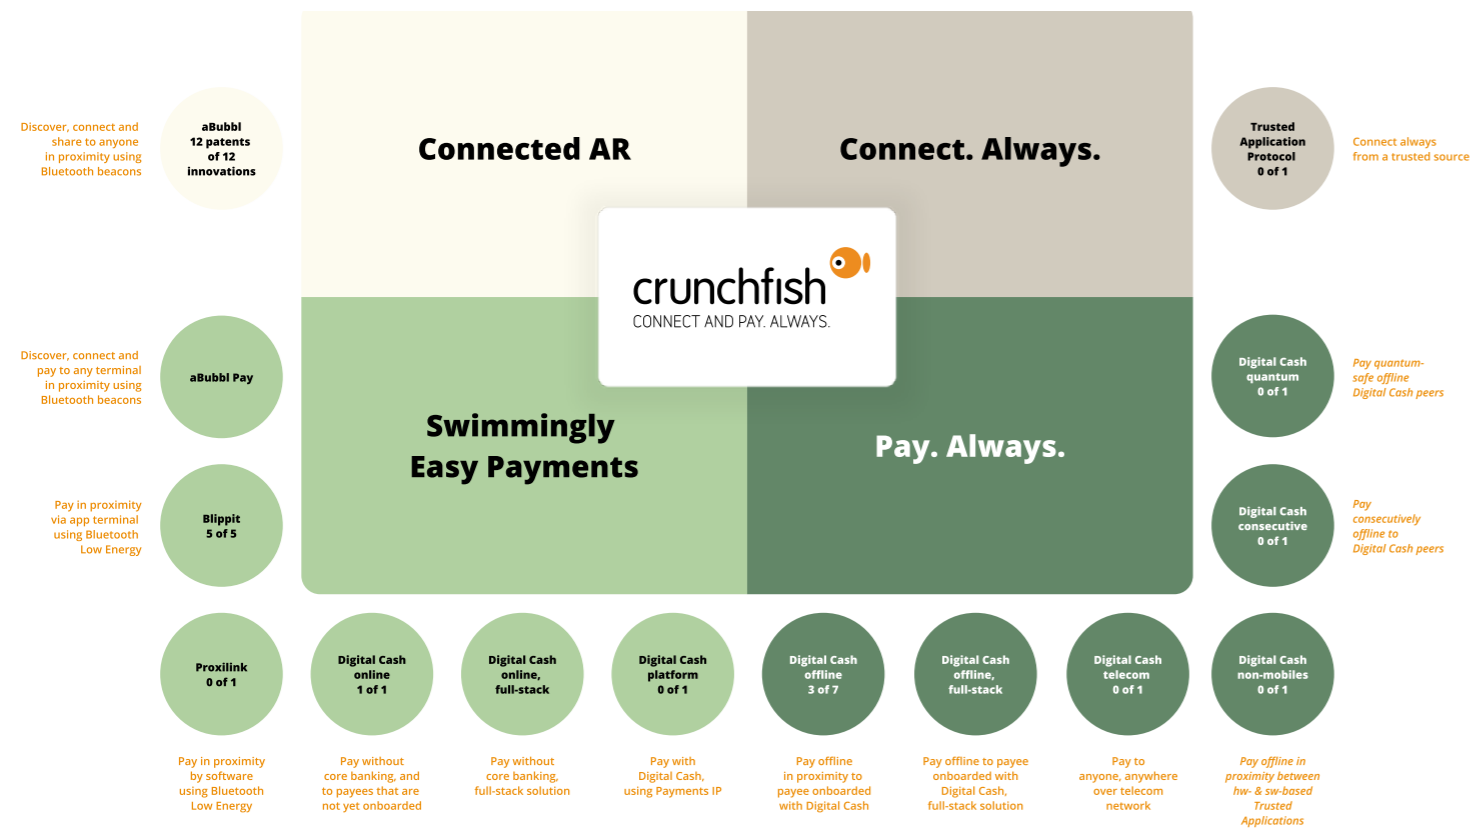 Discover, connect and
share to anyone
in proximity using
Bluetooth beacons
aBubbl
12 patents
of 12
innovations
Connected AR
Connect. Always.
Trusted
Application
Protocol
0 of 1
Connect always
from a trusted source
crunchfish
CONNECT AND PAY. ALWAYS.
Discover, connect and
pay to any terminal
in proximity using
Bluetooth beacons
aBubbl Pay
Swimmingly
Easy Payments
Pay. Always.
Digital Cash
quantum
0 of 1
Pay quantum-
safe offline
Digital Cash peers
Pay in proximity
via app terminal
using Bluetooth
Low Energy
Blippit
5 of 5
Digital Cash
consecutive
0 of 1
Pay
consecutively
offline to
Digital Cash peers
Proxilink
0 of 1
Digital Cash
online
1 of 1
Digital Cash
online,
full-stack
Digital Cash
platform
0 of 1
Digital Cash
offline
3 of 7
Digital Cash
offline,
full-stack
Digital Cash
telecom
0 of 1
Digital Cash
non-mobiles
0 of 1
Pay in proximity
by software
using Bluetooth
Low Energy
Pay without
core banking, and
to payees that are
not yet onboarded
Pay without
core banking,
full-stack solution
Pay with
Digital Cash,
using Payments IP
Pay offline
in proximity to
payee onboarded
with Digital Cash
Pay offline to payee
onboarded with
Digital Cash,
full-stack solution
Pay to
anyone, anywhere
over telecom
network
Pay offline in
proximity between
hw- & sw-based
Trusted
Applications